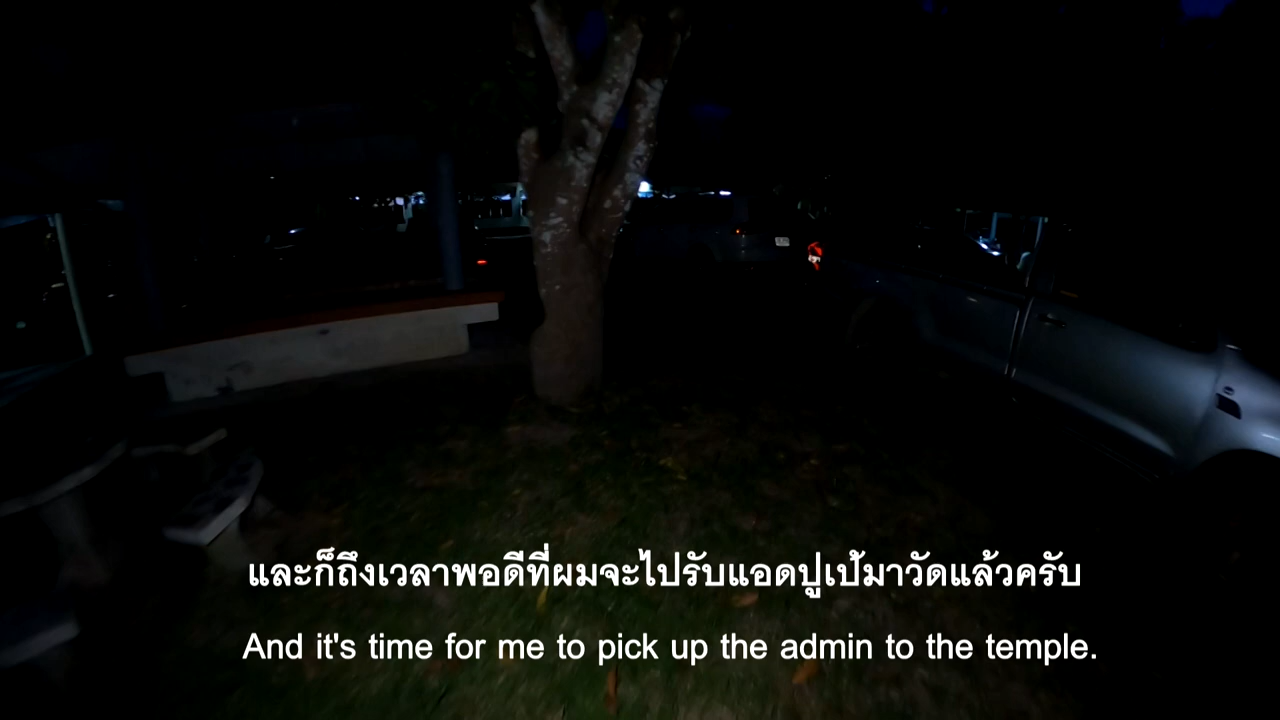 และก็ถึงเวลาพอดีที่ผมจะไปรับแอดปูเป้มาวัดแล้วครับ
And it's time for me to pick up the admin to the temple.